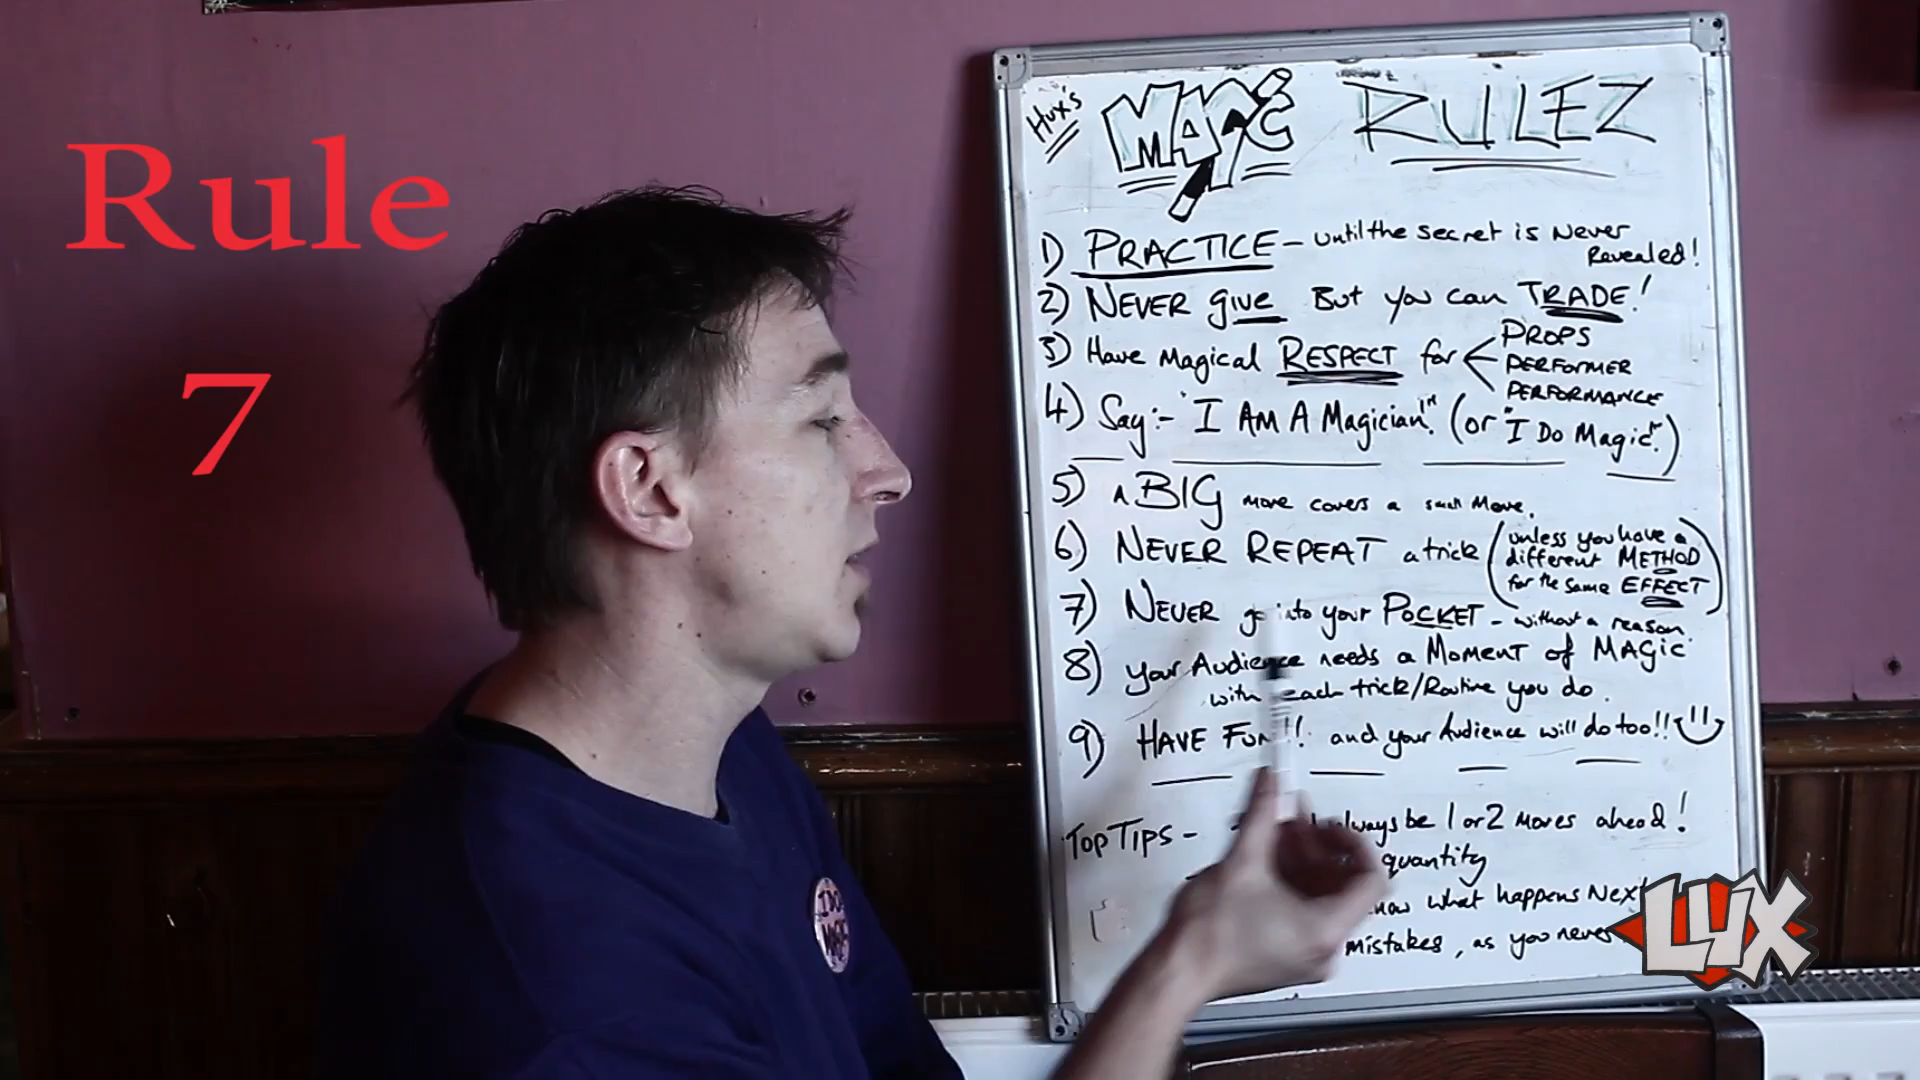 Rule
7
Hux's MAGIC RULEZ
1) PRACTICE - until the secret is Never
Revealed!
2) NEVER give But you can TRADE!
3) Have Magical RESPECT for PROPS
PERFORMER
PERFORMANCE
4) Say:- "I AM A Magician!" (or "I Do Magic!")
5) A BIG move covers a small Move.
6) NEVER REPEAT a trick (unless you have a
different METHOD
for the same EFFECT)
7) NEVER go into your POCKET - without a reason.
8) your Audience needs a MOMENT of MAGIC
with each trick/Routine you do.
9) HAVE FUN!! and your Audience will do too!!
TOP TIPS - always be 1 or 2 moves ahead!
quantity
what happens Next
mistakes, as you never
I DO
MAGIC
LYX